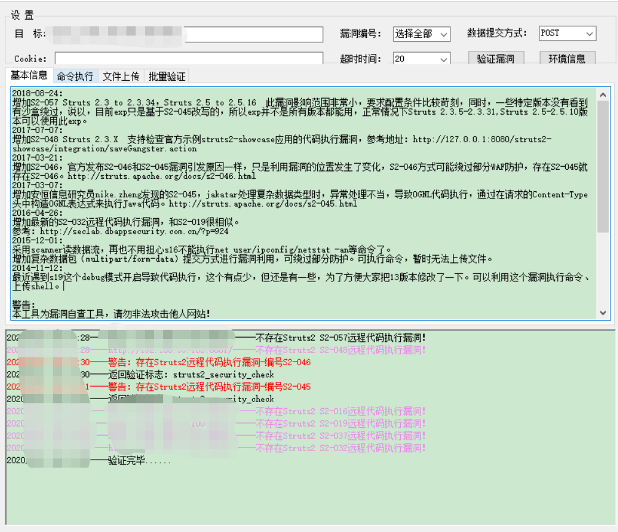 设置
目 标:
漏洞编号: 选择全部
数据提交方式: POST
Cookie:
超时时间: 20
验证漏洞
环境信息
基本信息 命令执行 文件上传 批量验证
2018-08-24:
增加S2-057 Struts 2.3 to 2.3.34，Struts 2.5 to 2.5.16 此漏洞影响范围非常小，要求配置条件比较苛刻，同时，一些特定版本没有看到
有沙盒绕过，说以，目前exp只是基于S2-045改写的，所以exp并不是所有版本都能用，正常情况下Struts 2.3.5-2.3.31,Struts 2.5-2.5.10版
本可以使用此exp。
2017-07-07:
增加S2-048 Struts 2.3.X 支持检查官方示例struts2-showcase应用的代码执行漏洞，参考地址：http://127.0.0.1:8080/struts2-
showcase/integration/saveGangster.action
2017-03-21:
增加S2-046，官方发布S2-046和S2-045漏洞引发原因一样，只是利用漏洞的位置发生了变化，S2-046方式可能绕过部分WAF防护，存在S2-045就
存在S2-046。http://struts.apache.org/docs/s2-046.html
2017-03-07:
增加安恒信息研究员nike.zheng发现的S2-045，jakatar处理复杂数据类型时，异常处理不当，导致OGNL代码执行，通过在请求的Content-Type
头中构造OGNL表达式来执行Java代码。http://struts.apache.org/docs/s2-045.html
2016-04-26:
增加最新的S2-032远程代码执行漏洞，和S2-019很相似。
参考：http://seclab.dbappsecurity.com.cn/?p=924
2015-12-01:
采用scanner读数据流，再也不用担心s16不能执行net user/ipconfig/netstat -an等命令了。
增加复杂数据包（multipart/form-data）提交方式进行漏洞利用，可绕过部分防护。可执行命令，暂时无法上传文件。
2014-11-12:
最近遇到s19这个debug模式开启导致代码执行，这个有点少，但还是有一些，为了方便大家把13版本修改了一下。可以利用这个漏洞执行命令、
上传shell。
警告:
本工具为漏洞自查工具，请勿非法攻击他人网站！
:28 不存在Struts2 S2-057远程代码执行漏洞！
:28 不存在Struts2 S2-048远程代码执行漏洞！
:30 警告：存在Struts2远程代码执行漏洞-编号S2-046
:30 返回验证标志：struts2_security_check
1 警告：存在Struts2远程代码执行漏洞-编号S2-045
_check
不存在Struts2 S2-016远程代码执行漏洞！
不存在Struts2 S2-019远程代码执行漏洞！
不存在Struts2 S2-037远程代码执行漏洞！
不存在Struts2 S2-032远程代码执行漏洞！
2020 验证完毕......